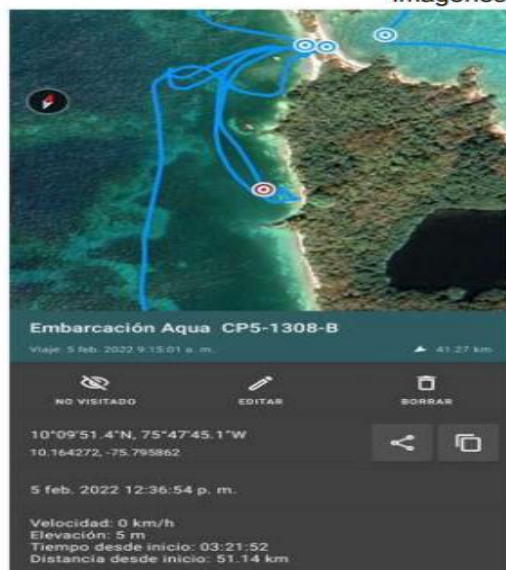 Imágenes
Embarcación Aqua CP5-1308-B
Viaje: 5 feb. 2022 9:15:01 a. m.
41.27 km
NO VISITADO
EDITAR
BORRAR
10°09'51.4"N, 75°47'45.1"W
10.164272, -75.795862
5 feb. 2022 12:36:54 p. m.
Velocidad: 0 km/h
Elevación: 5 m
Tiempo desde inicio: 03:21:52
Distancia desde inicio: 51.14 km